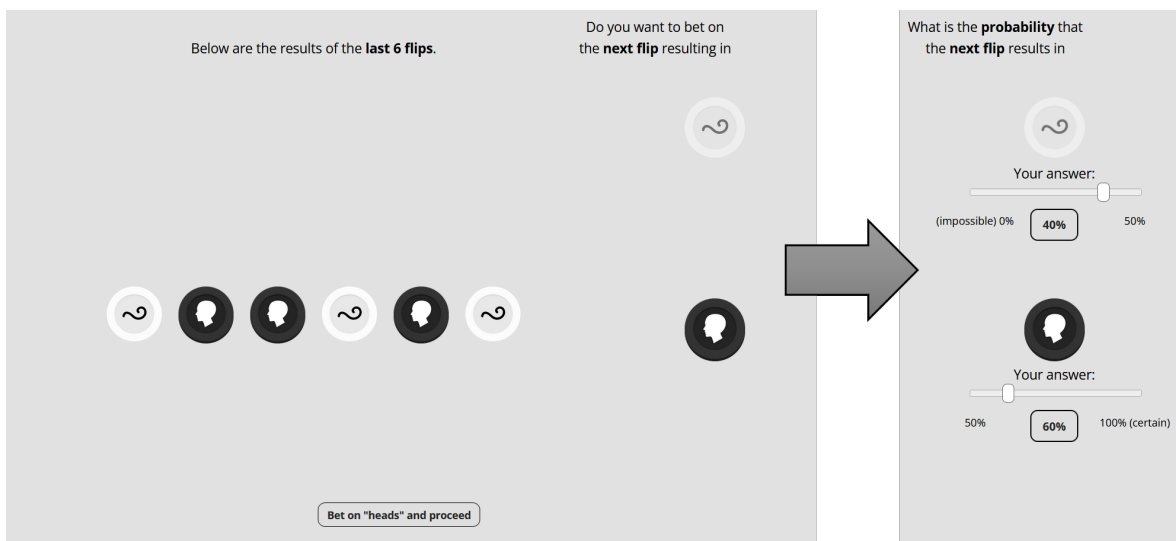 Below are the results of the last 6 flips.
Do you want to bet on
the next flip resulting in
Bet on "heads" and proceed
What is the probability that
the next flip results in
Your answer:
(impossible) 0%
40%
50%
Your answer:
50%
60%
100% (certain)